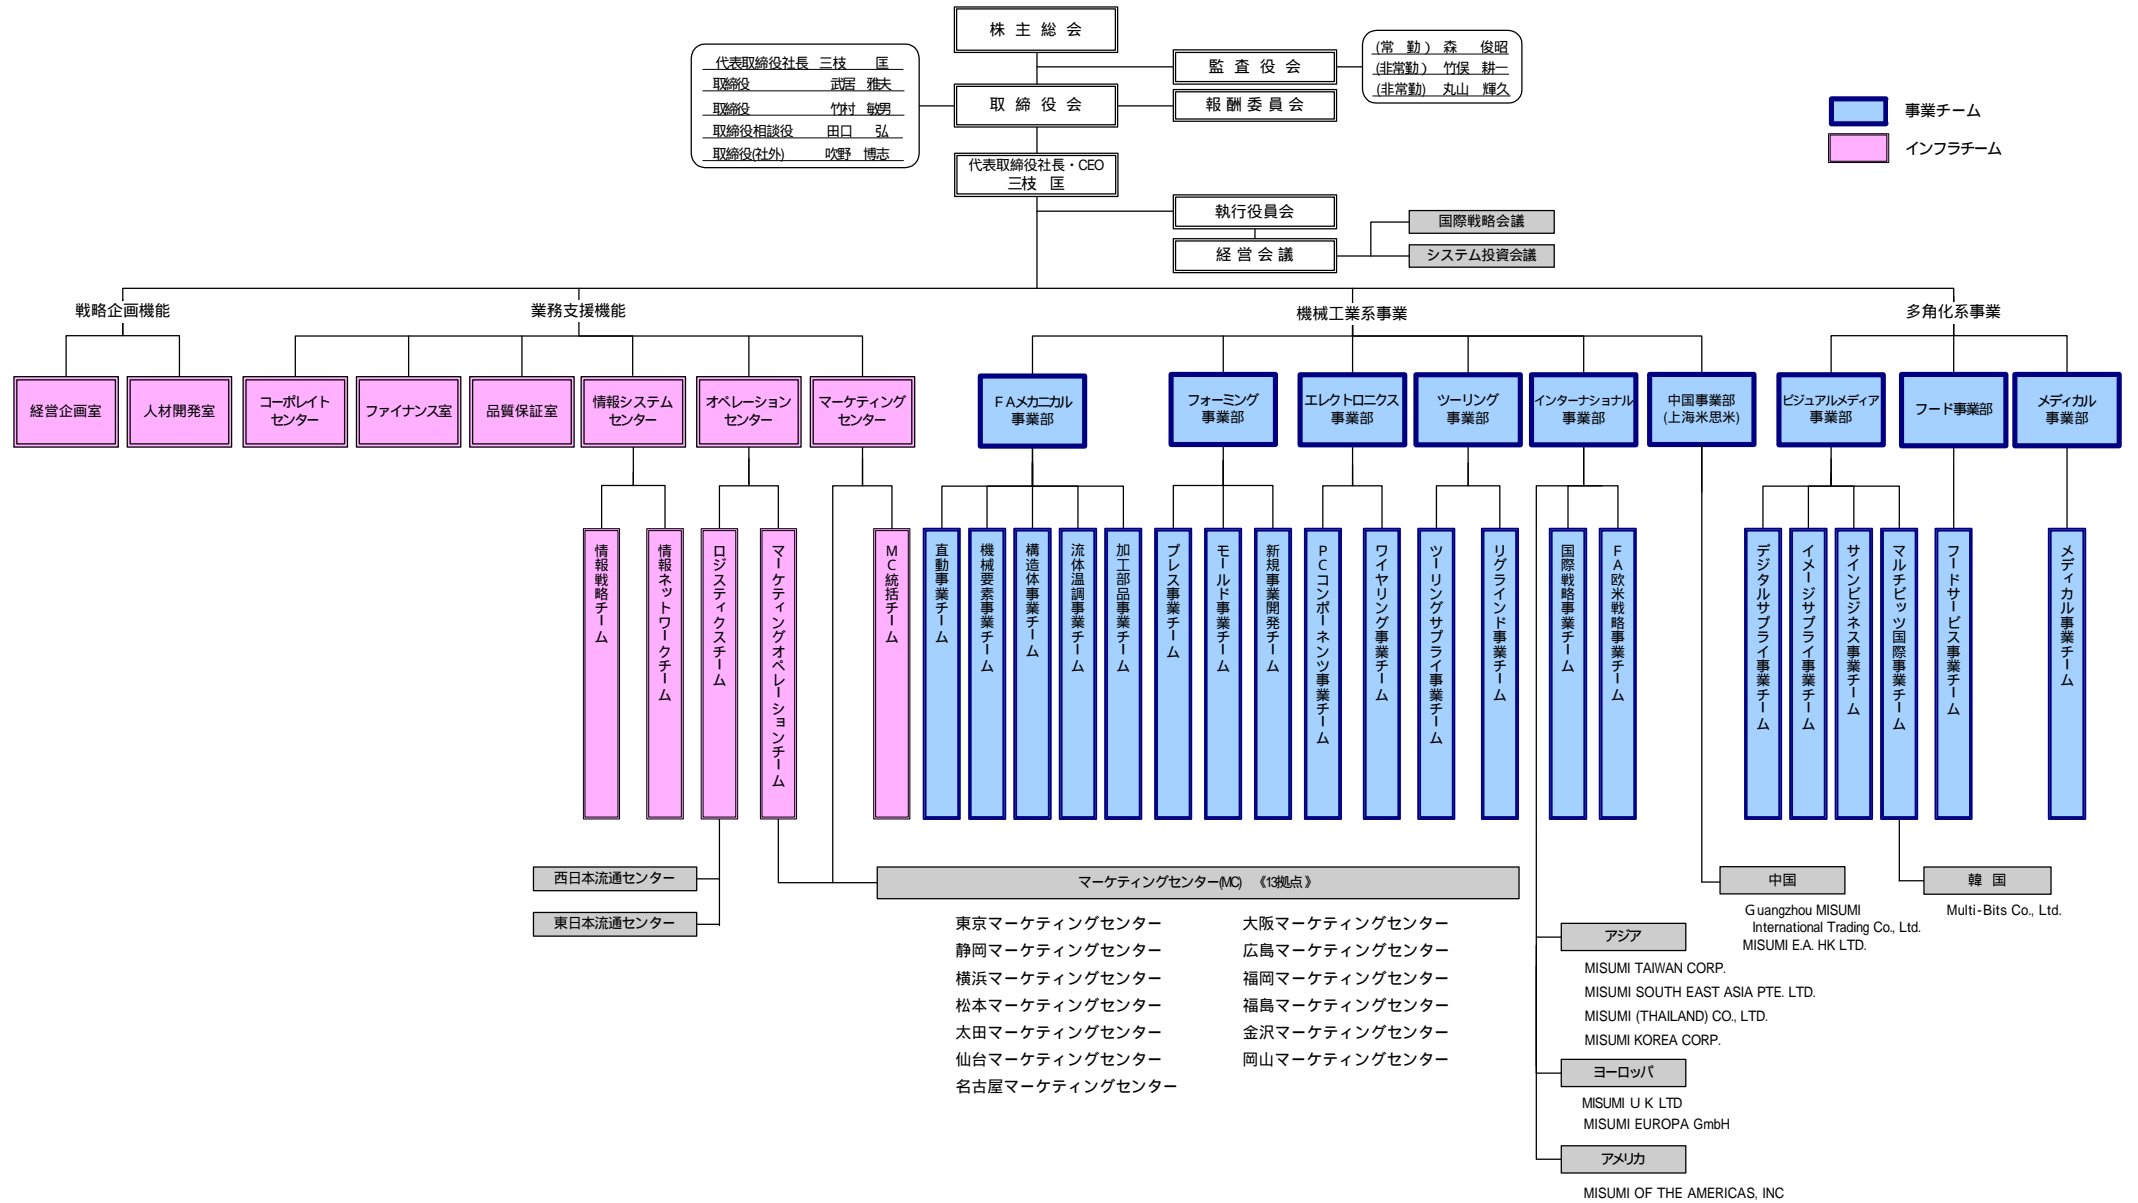 株主総会
代表取締役社長 三枝 匡
取締役 武居 雅夫
取締役 竹村 敏男
取締役相談役 田口 弘
取締役(社外) 吹野 博志
監査役会
(常 勤) 森 俊昭
(非常勤) 竹俣 耕一
(非常勤) 丸山 輝久
取締役会
報酬委員会
事業チーム
インフラチーム
代表取締役社長・CEO
三枝 匡
執行役員会
経営会議
国際戦略会議
システム投資会議
戦略企画機能
業務支援機能
機械工業系事業
多角化系事業
経営企画室
人材開発室
コーポレイト
センター
ファイナンス室
品質保証室
情報システム
センター
オペレーション
センター
マーケティング
センター
FAメカニカル
事業部
フォーミング
事業部
エレクトロニクス
事業部
ツーリング
事業部
インターナショナル
事業部
中国事業部
(上海米思米)
ビジュアルメディア
事業部
フード事業部
メディカル
事業部
情報戦略チーム
情報ネットワークチーム
ロジスティクスチーム
マーケティングオペレーションチーム
MC統括チーム
直動事業チーム
機械要素事業チーム
構造体事業チーム
流体温調事業チーム
加工部品事業チーム
プレス事業チーム
モールド事業チーム
新規事業開発チーム
PCコンポーネンツ事業チーム
ワイヤリング事業チーム
ツーリングサプライ事業チーム
リグラインド事業チーム
国際戦略事業チーム
FA欧米戦略事業チーム
デジタルサプライ事業チーム
イメージサプライ事業チーム
サインビジネス事業チーム
マルチビッツ国際事業チーム
フードサービス事業チーム
メディカル事業チーム
西日本流通センター
東日本流通センター
マーケティングセンター(MC) 《13拠点》
東京マーケティングセンター
静岡マーケティングセンター
横浜マーケティングセンター
松本マーケティングセンター
太田マーケティングセンター
仙台マーケティングセンター
名古屋マーケティングセンター
大阪マーケティングセンター
広島マーケティングセンター
福岡マーケティングセンター
福島マーケティングセンター
金沢マーケティングセンター
岡山マーケティングセンター
中国
Guangzhou MISUMI
International Trading Co., Ltd.
MISUMI E.A. HK LTD.
韓国
Multi-Bits Co., Ltd.
アジア
MISUMI TAIWAN CORP.
MISUMI SOUTH EAST ASIA PTE. LTD.
MISUMI (THAILAND) CO., LTD.
MISUMI KOREA CORP.
ヨーロッパ
MISUMI U K LTD
MISUMI EUROPA GmbH
アメリカ
MISUMI OF THE AMERICAS, INC